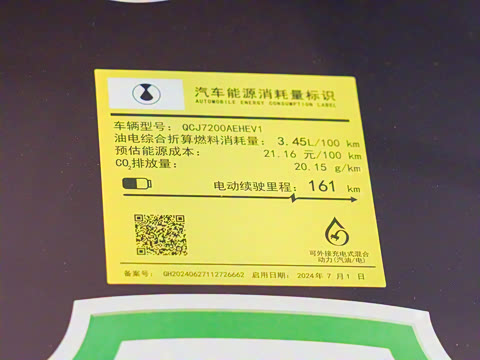 汽车能源消耗量标识
AUTOMOBILE ENERGY CONSUMPTION LABEL
车辆型号： QCJ7200AEHEV1
油电综合折算燃料消耗量： 3.45L/100 km
预估能源成本： 21.16 元/100 km
CO₂排放量： 20.15 g/km
电动续驶里程：161 km
可外接充电式混合
动力(汽油/电)
备案号： QH20240627112726662 启用日期： 2024年7月1日